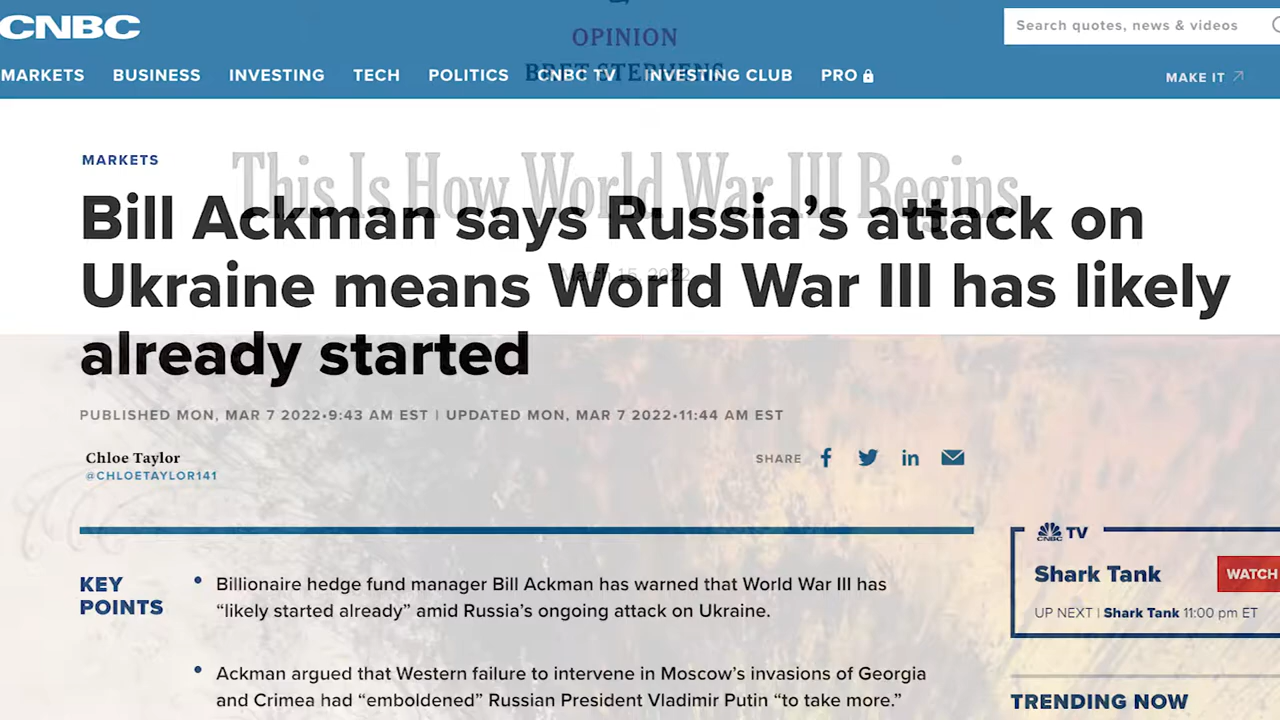 CNBC
OPINION
Search quotes, news & videos
BRET STEPHENS
MARKETS BUSINESS INVESTING TECH POLITICS CNBC TV INVESTING CLUB PRO
MAKE IT
MARKETS
This Is How World War III Begins
Bill Ackman says Russia’s attack on
Ukraine means World War III has likely
already started
March 15, 2022
PUBLISHED MON, MAR 7 2022•9:43 AM EST | UPDATED MON, MAR 7 2022•11:44 AM EST
Chloe Taylor
@CHLOETAYLOR141
SHARE
KEY
POINTS
• Billionaire hedge fund manager Bill Ackman has warned that World War III has
“likely started already” amid Russia’s ongoing attack on Ukraine.
• Ackman argued that Western failure to intervene in Moscow’s invasions of Georgia
and Crimea had “emboldened” Russian President Vladimir Putin “to take more.”
CNBC TV
Shark Tank
WATCH
UP NEXT | Shark Tank 11:00 pm ET
TRENDING NOW